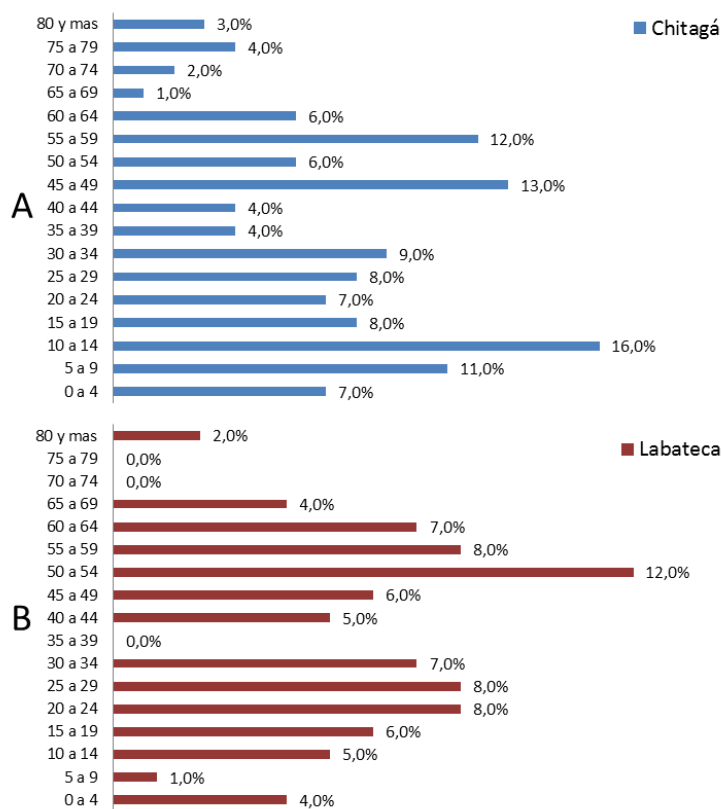 80 y mas 3,0%
Chitagá
75 a 79 4,0%
70 a 74 2,0%
65 a 69 1,0%
60 a 64 6,0%
55 a 59 12,0%
50 a 54 6,0%
45 a 49 13,0%
A
40 a 44 4,0%
35 a 39 4,0%
30 a 34 9,0%
25 a 29 8,0%
20 a 24 7,0%
15 a 19 8,0%
10 a 14 16,0%
5 a 9 11,0%
0 a 4 7,0%
80 y mas 2,0%
Labateca
75 a 79 0,0%
70 a 74 0,0%
65 a 69 4,0%
60 a 64 7,0%
55 a 59 8,0%
50 a 54 12,0%
45 a 49 6,0%
B
40 a 44 5,0%
35 a 39 0,0%
30 a 34 7,0%
25 a 29 8,0%
20 a 24 8,0%
15 a 19 6,0%
10 a 14 5,0%
5 a 9 1,0%
0 a 4 4,0%